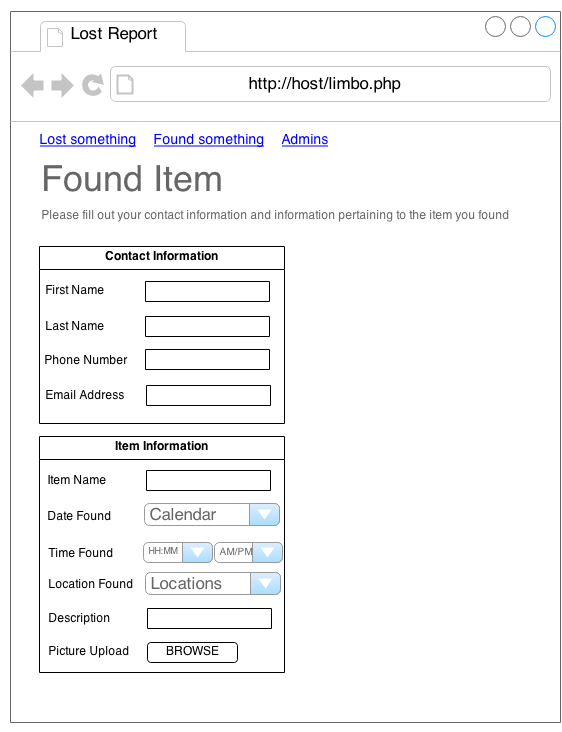 Lost Report
http://host/limbo.php
Lost something Found something Admins
Found Item
Please fill out your contact information and information pertaining to the item you found
Contact Information
First Name
Last Name
Phone Number
Email Address
Item Information
Item Name
Date Found Calendar
Time Found HH:MM AM/PM
Location Found Locations
Description
Picture Upload BROWSE